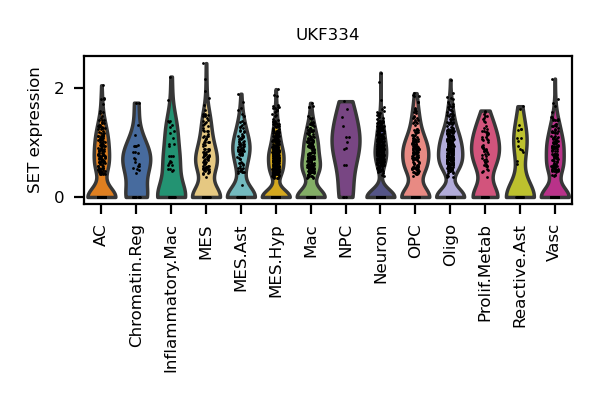 UKF334
SET expression
2
0
AC
Chromatin.Reg
Inflammatory.Mac
MES
MES.Ast
MES.Hyp
Mac
NPC
Neuron
OPC
Oligo
Prolif.Metab
Reactive.Ast
Vasc